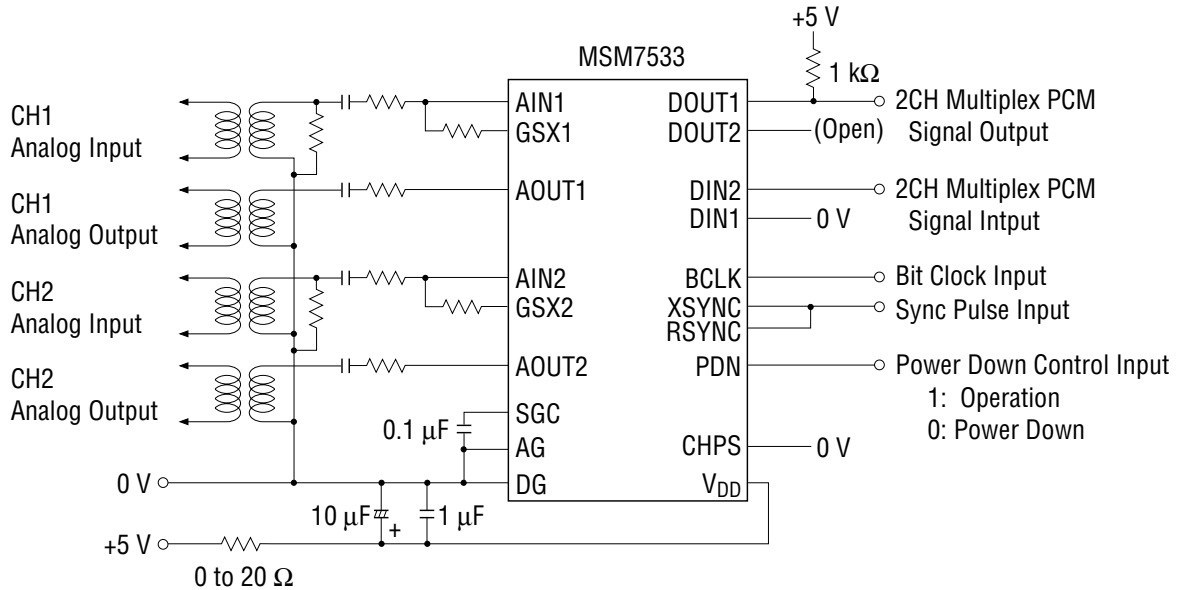 +5 V
MSM7533
1 kΩ
CH1
Analog Input
AIN1
GSX1
DOUT1
DOUT2
2CH Multiplex PCM
Signal Output
(Open)
CH1
Analog Output
AOUT1
DIN2
DIN1
2CH Multiplex PCM
Signal Intput
0 V
CH2
Analog Input
AIN2
GSX2
BCLK
XSYNC
RSYNC
Bit Clock Input
Sync Pulse Input
CH2
Analog Output
AOUT2
PDN
Power Down Control Input
1: Operation
0: Power Down
0.1 μF
SGC
AG
CHPS
0 V
0 V
DG
VDD
10 μF
+
1 μF
+5 V
0 to 20 Ω